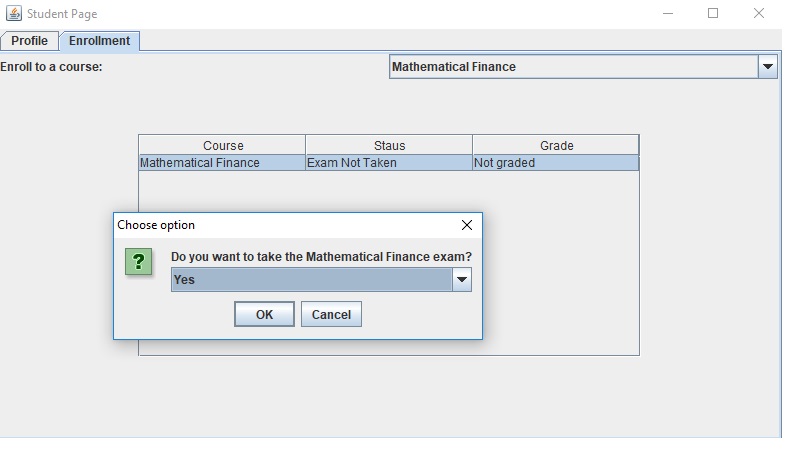 Student Page
Profile Enrollment
Enroll to a course: Mathematical Finance
Course Staus Grade
Mathematical Finance Exam Not Taken Not graded
Choose option
? Do you want to take the Mathematical Finance exam?
Yes
OK Cancel